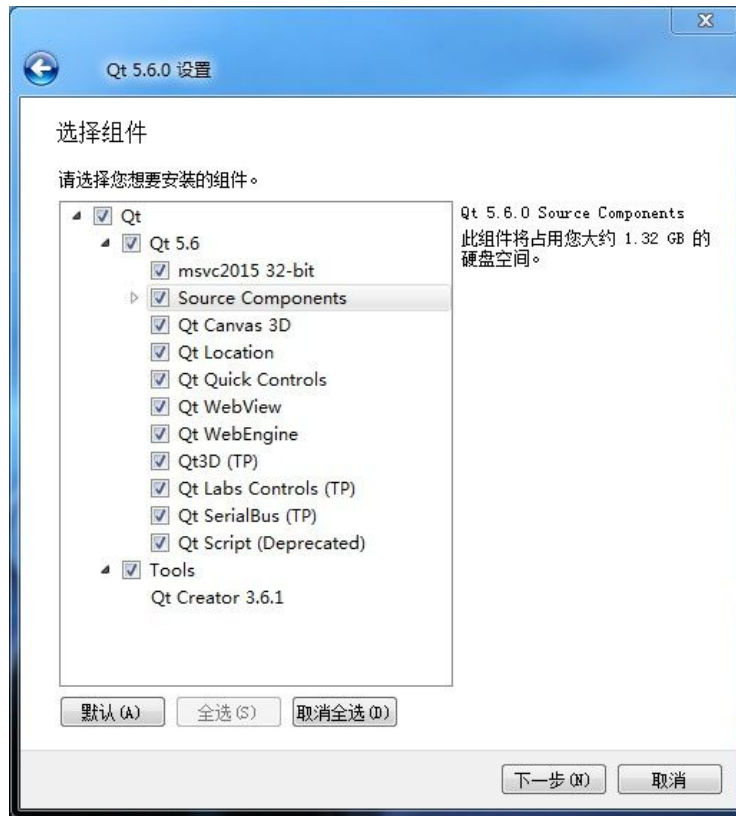 Qt 5.6.0 设置
选择组件
请选择您想要安装的组件。
Qt
Qt 5.6
msvc2015 32-bit
Source Components
Qt Canvas 3D
Qt Location
Qt Quick Controls
Qt WebView
Qt WebEngine
Qt3D (TP)
Qt Labs Controls (TP)
Qt SerialBus (TP)
Qt Script (Deprecated)
Tools
Qt Creator 3.6.1
Qt 5.6.0 Source Components
此组件将占用您大约 1.32 GB 的
硬盘空间。
默认(A) 全选(S) 取消全选(D)
下一步(N) 取消